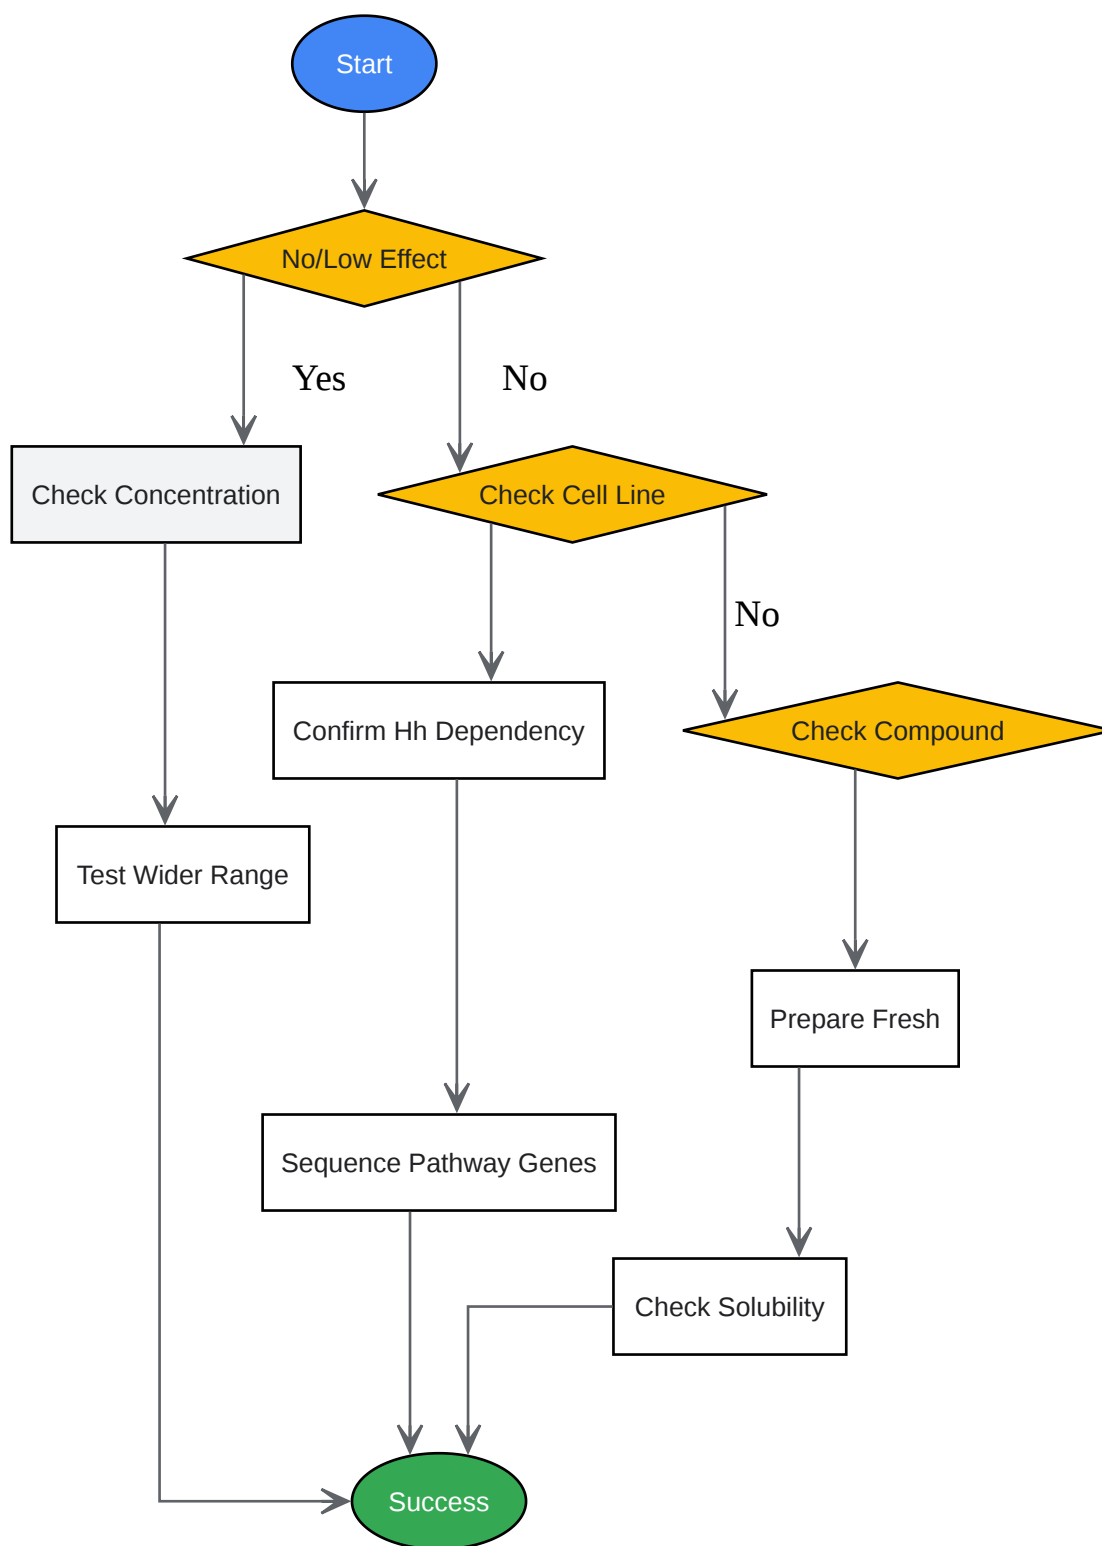 Start
No/Low Effect
Yes
No
Check Concentration
Check Cell Line
No
Confirm Hh Dependency
Check Compound
Test Wider Range
Prepare Fresh
Sequence Pathway Genes
Check Solubility
Success